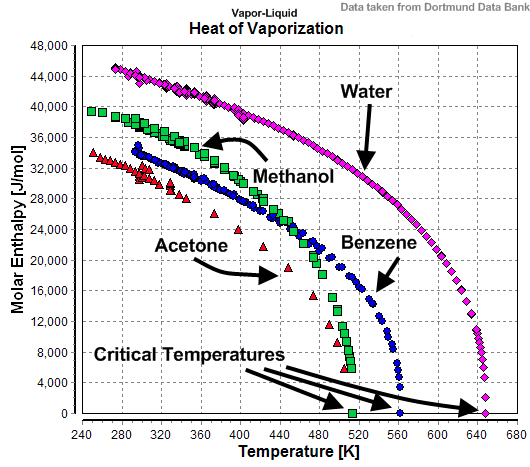 Data taken from Dortmund Data Bank
Vapor-Liquid
Heat of Vaporization
48,000
44,000
40,000
36,000
32,000
28,000
24,000
20,000
16,000
12,000
8,000
4,000
0
Molar Enthalpy [J/mol]
Water
Methanol
Acetone
Benzene
Critical Temperatures
240 280 320 360 400 440 480 520 560 600 640 680
Temperature [K]